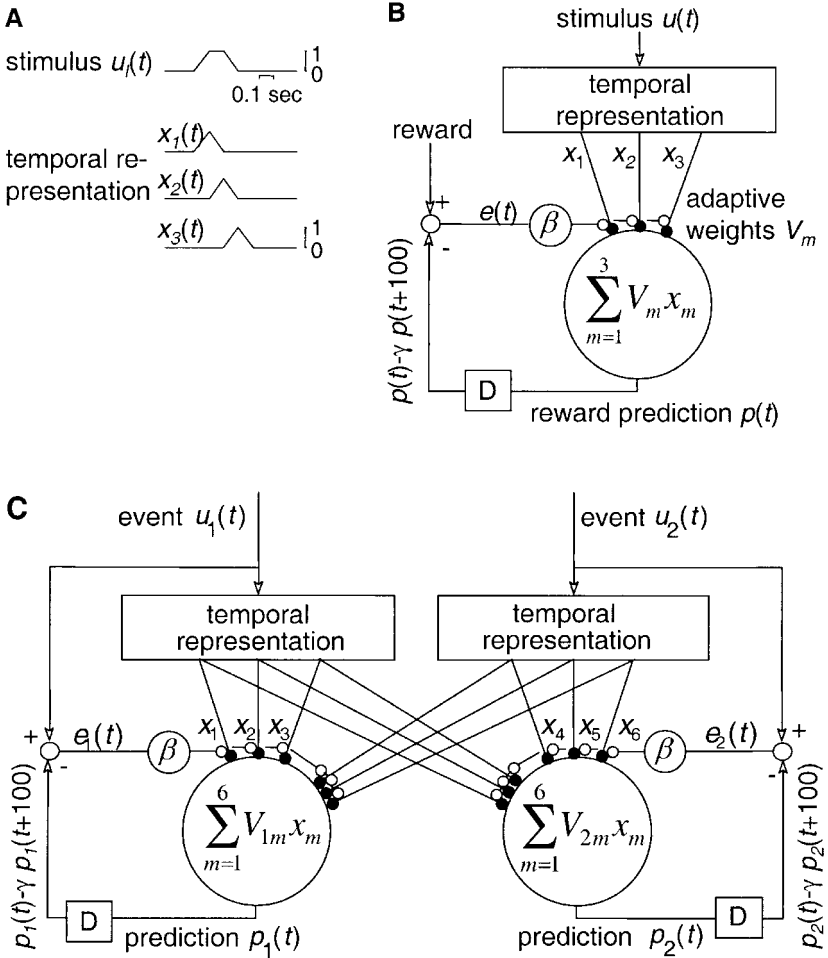 A
stimulus u_l(t)
1
0
0.1 sec
temporal re-
presentation
x_1(t)
x_2(t)
x_3(t)
1
0
B
stimulus u(t)
temporal
representation
reward
x_1 x_2 x_3
+
e(t)
β
-
adaptive
weights V_m
p(t)-γ p(t+100)
3
∑ V_m x_m
m=1
D
reward prediction p(t)
C
event u_1(t)
event u_2(t)
temporal
representation
temporal
representation
+
e_1(t)
β
x_1 x_2 x_3
-
x_4 x_5 x_6
β
e_2(t)
+
-
p_1(t)-γ p_1(t+100)
6
∑ V_1m x_m
m=1
6
∑ V_2m x_m
m=1
p_2(t)-γ p_2(t+100)
D
prediction p_1(t)
D
prediction p_2(t)